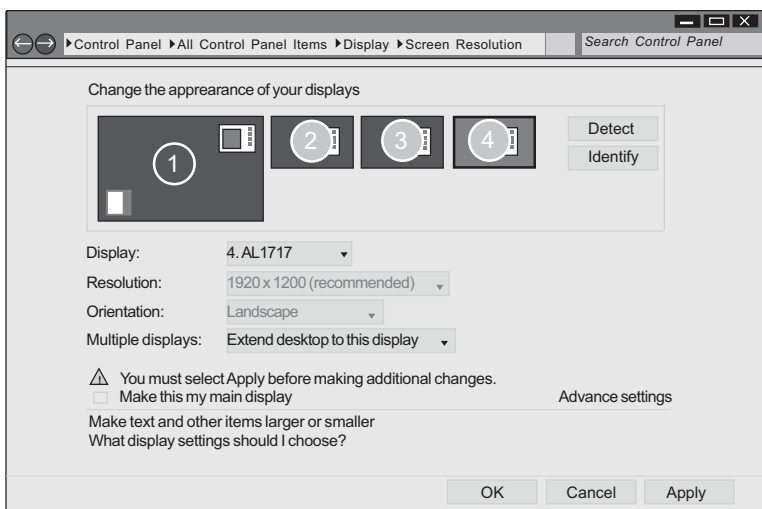 Control Panel All Control Panel Items Display Screen Resolution Search Control Panel
Change the apprearance of your displays
1 2 3 4
Detect
Identify
Display: 4. AL1717
Resolution: 1920 x 1200 (recommended)
Orientation: Landscape
Multiple displays: Extend desktop to this display
You must select Apply before making additional changes.
Make this my main display Advance settings
Make text and other items larger or smaller
What display settings should I choose?
OK Cancel Apply